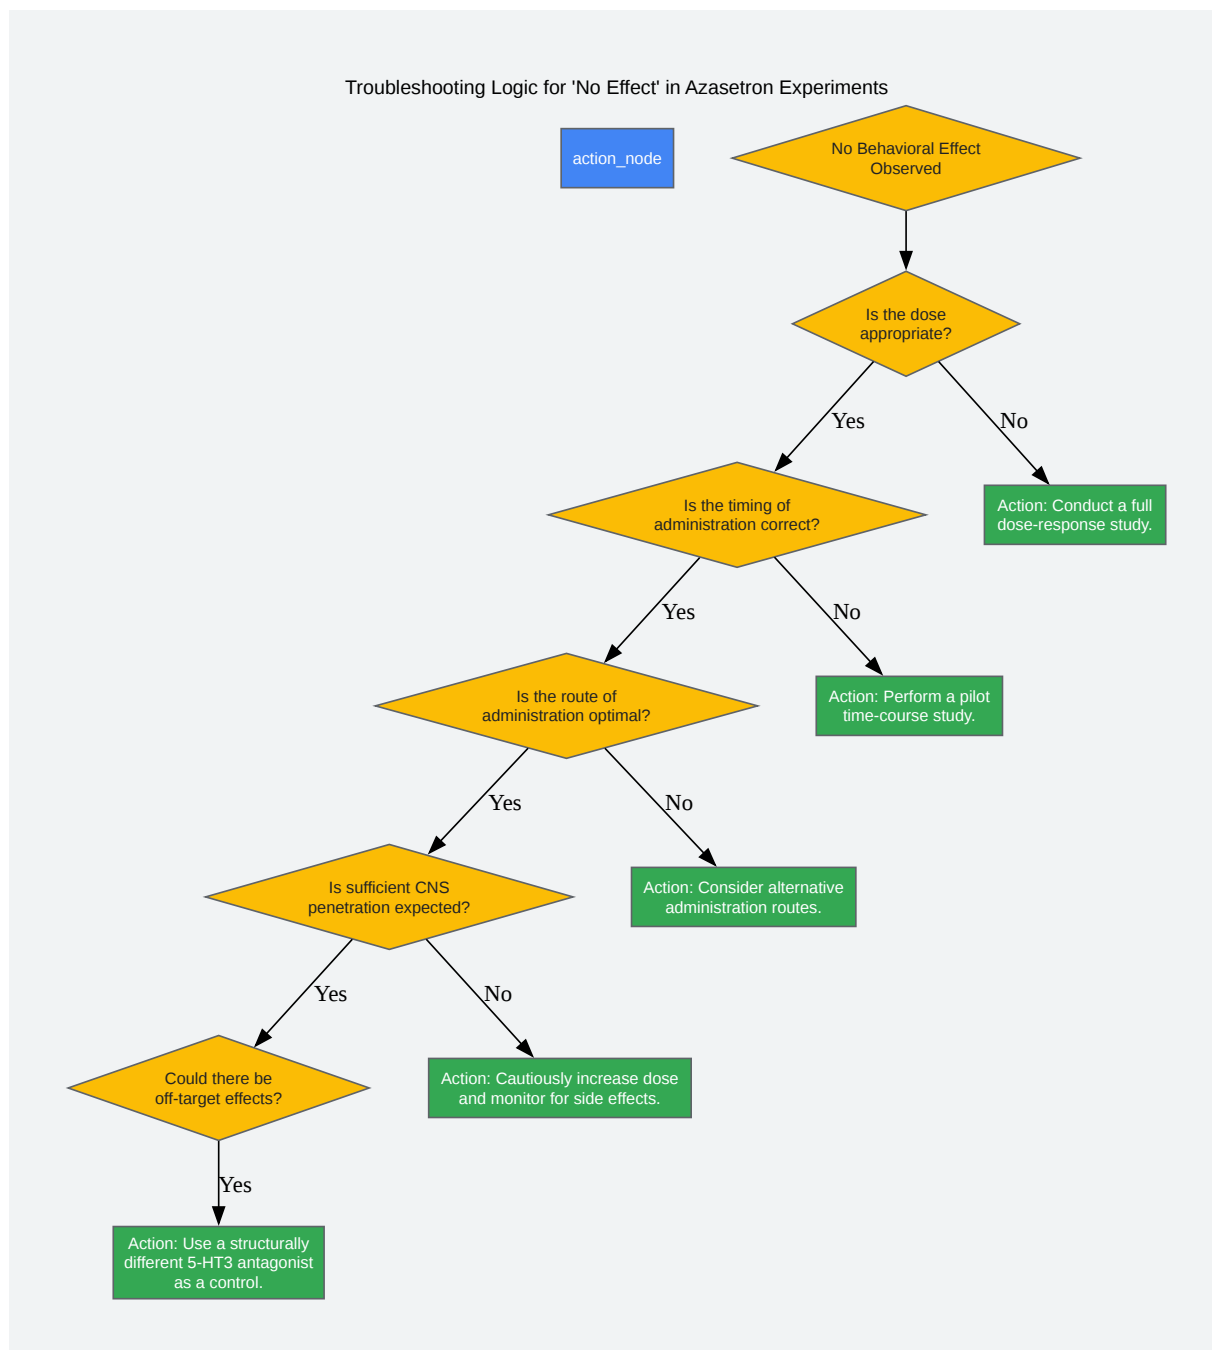 Troubleshooting Logic for 'No Effect' in Azasetron Experiments
action_node
No Behavioral Effect
Observed
Is the dose
appropriate?
Yes
No
Is the timing of
administration correct?
Action: Conduct a full
dose-response study.
Yes
No
Is the route of
administration optimal?
Action: Perform a pilot
time-course study.
Yes
No
Is sufficient CNS
penetration expected?
Action: Consider alternative
administration routes.
Yes
No
Could there be
off-target effects?
Action: Cautiously increase dose
and monitor for side effects.
Yes
Action: Use a structurally
different 5-HT3 antagonist
as a control.